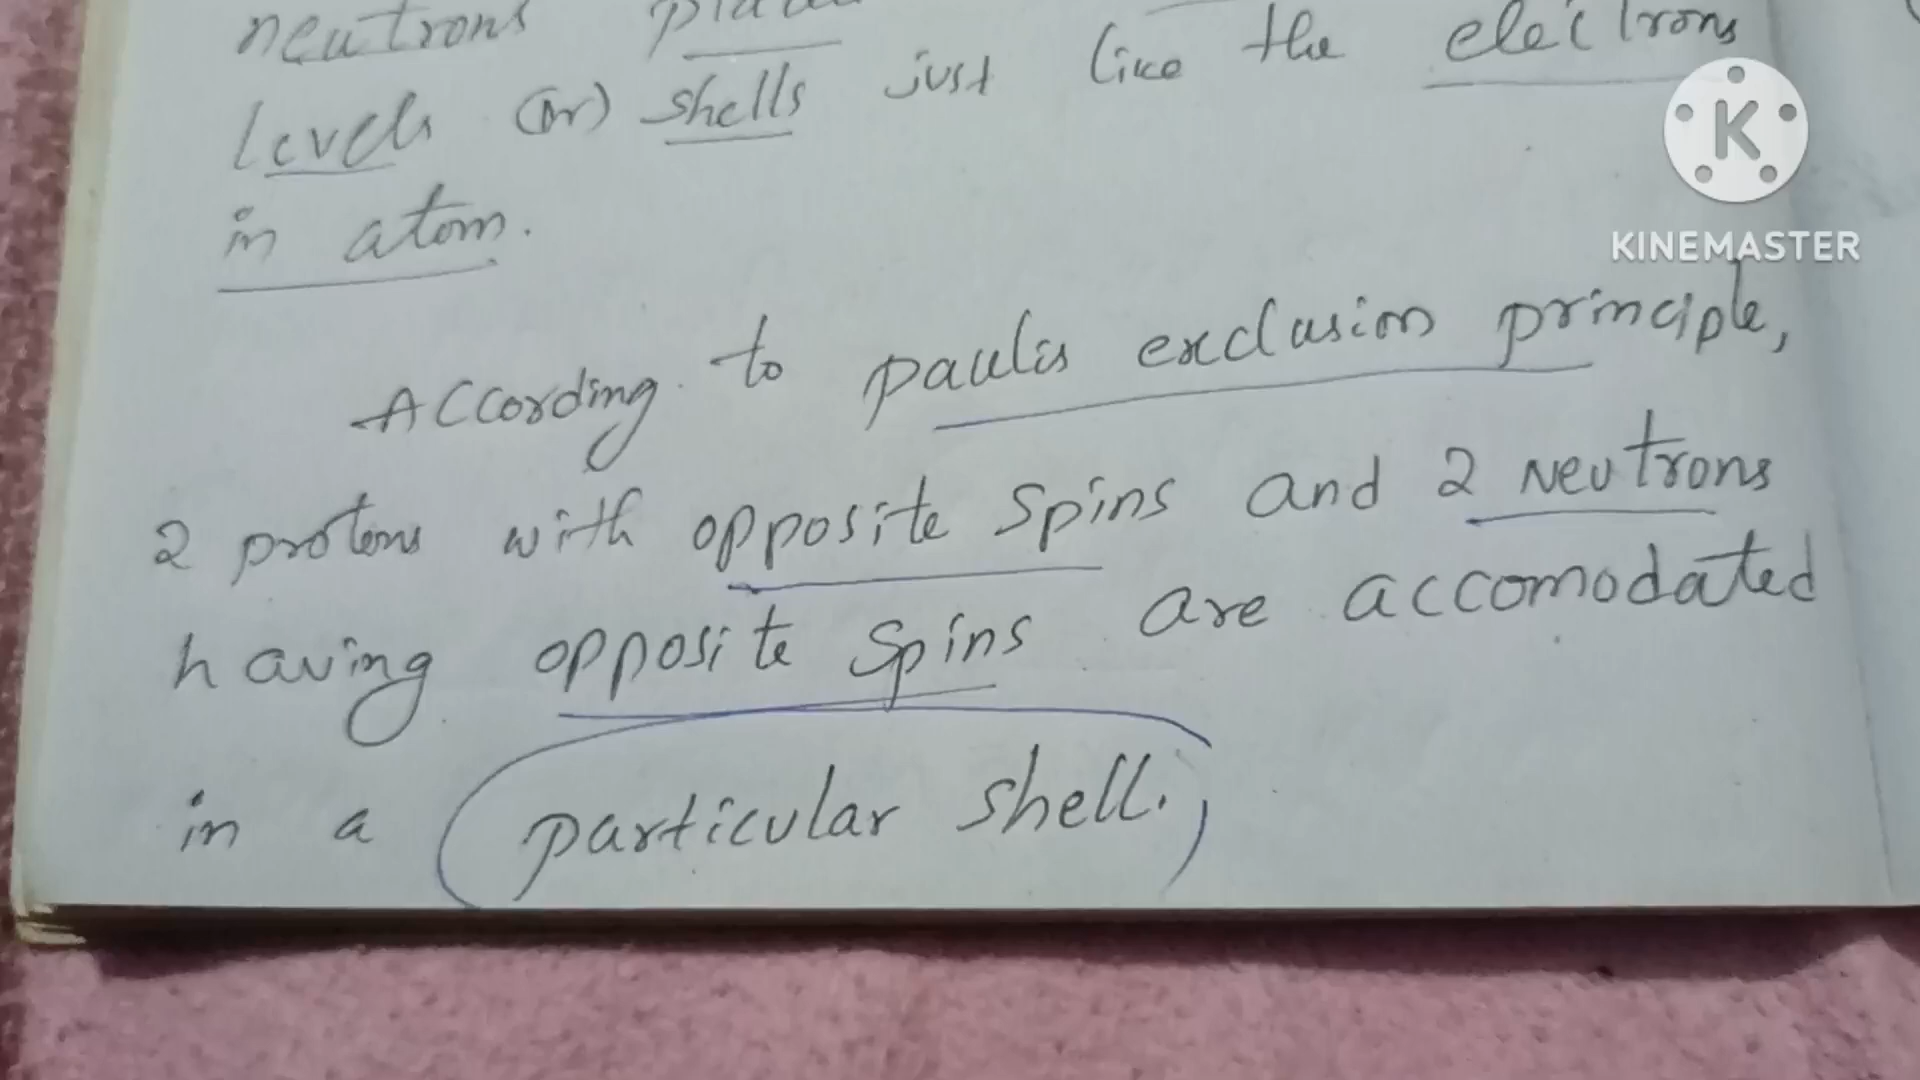 neutrons
levels (or) shells just like the electrons
in atom.
KINEMASTER
According to paulis exclusion principle,
2 protons with opposite spins and 2 Neutrons
having opposite spins are accomodated
in a particular shell.